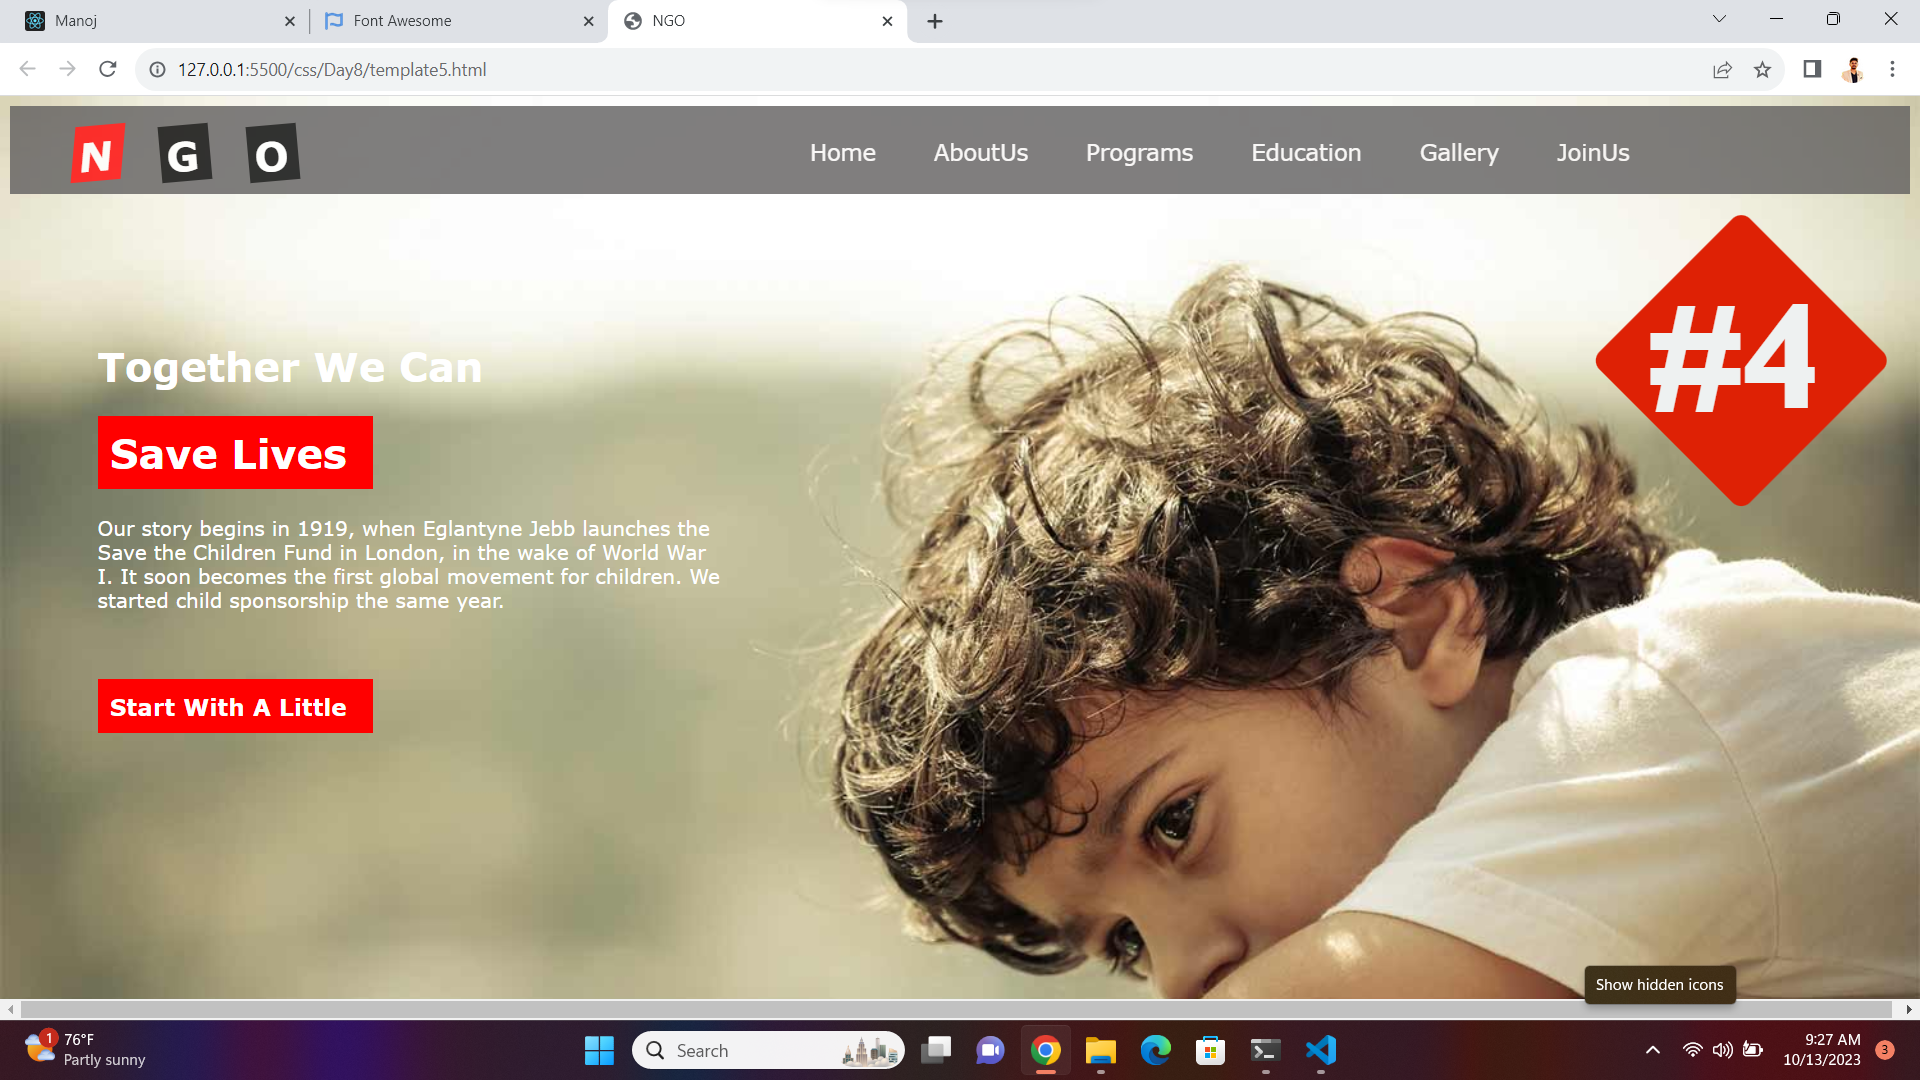 Manoj
Font Awesome
NGO
127.0.0.1:5500/css/Day8/template5.html
N G O
Home AboutUs Programs Education Gallery JoinUs
#4
Together We Can
Save Lives
Our story begins in 1919, when Eglantyne Jebb launches the
Save the Children Fund in London, in the wake of World War
I. It soon becomes the first global movement for children. We
started child sponsorship the same year.
Start With A Little
Show hidden icons
1
76°F
Partly sunny
Search
9:27 AM
10/13/2023
3